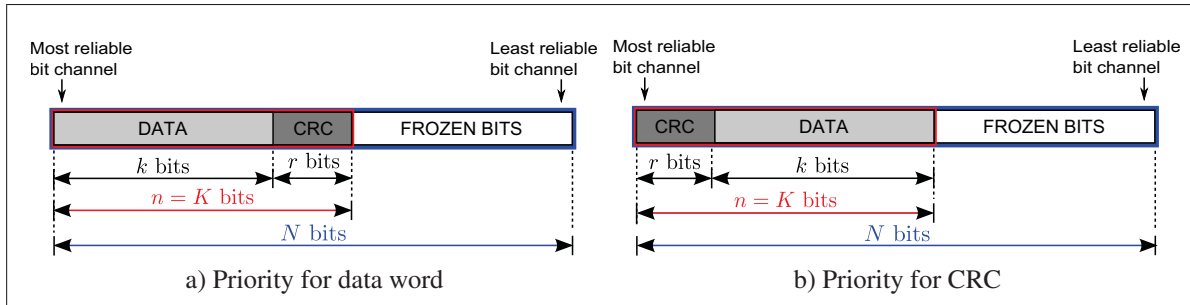 Most reliable
bit channel
Least reliable
bit channel
DATA
CRC
FROZEN BITS
k bits
r bits
n = K bits
N bits
a) Priority for data word
Most reliable
bit channel
Least reliable
bit channel
CRC
DATA
FROZEN BITS
r bits
k bits
n = K bits
N bits
b) Priority for CRC